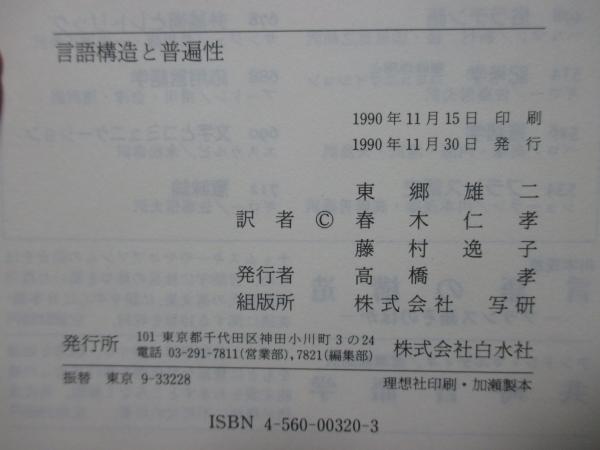 言語構造と普遍性
1990年11月15日 印刷
1990年11月30日 発行
東郷雄二
訳者 © 春木仁孝
藤村逸子
発行者 高橋孝
組版所 株式会社 写研
発行所 101 東京都千代田区神田小川町3の24 株式会社白水社
電話 03-291-7811(営業部),7821(編集部)
振替 東京 9-33228 理想社印刷・加瀬製本
ISBN 4-560-00320-3